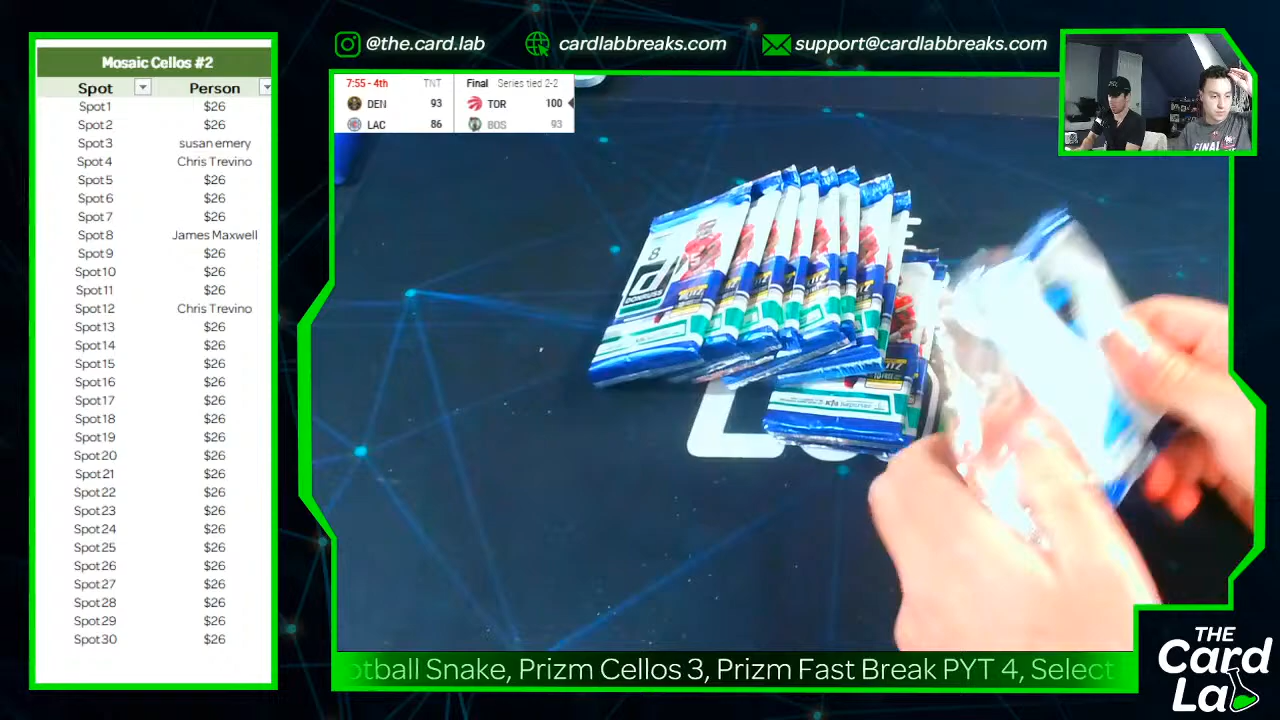 @the.card.lab
cardlabbreaks.com
support@cardlabbreaks.com
Mosaic Cellos #2
Spot Person
Spot 1 $26
Spot 2 $26
Spot 3 susan emery
Spot 4 Chris Trevino
Spot 5 $26
Spot 6 $26
Spot 7 $26
Spot 8 James Maxwell
Spot 9 $26
Spot 10 $26
Spot 11 $26
Spot 12 Chris Trevino
Spot 13 $26
Spot 14 $26
Spot 15 $26
Spot 16 $26
Spot 17 $26
Spot 18 $26
Spot 19 $26
Spot 20 $26
Spot 21 $26
Spot 22 $26
Spot 23 $26
Spot 24 $26
Spot 25 $26
Spot 26 $26
Spot 27 $26
Spot 28 $26
Spot 29 $26
Spot 30 $26
7:55 - 4th TNT
DEN 93
LAC 86
Final Series tied 2-2
TOR 100
BOS 93
DONRUSS
FINAL
otball Snake, Prizm Cellos 3, Prizm Fast Break PYT 4, Select
THE
Card
La